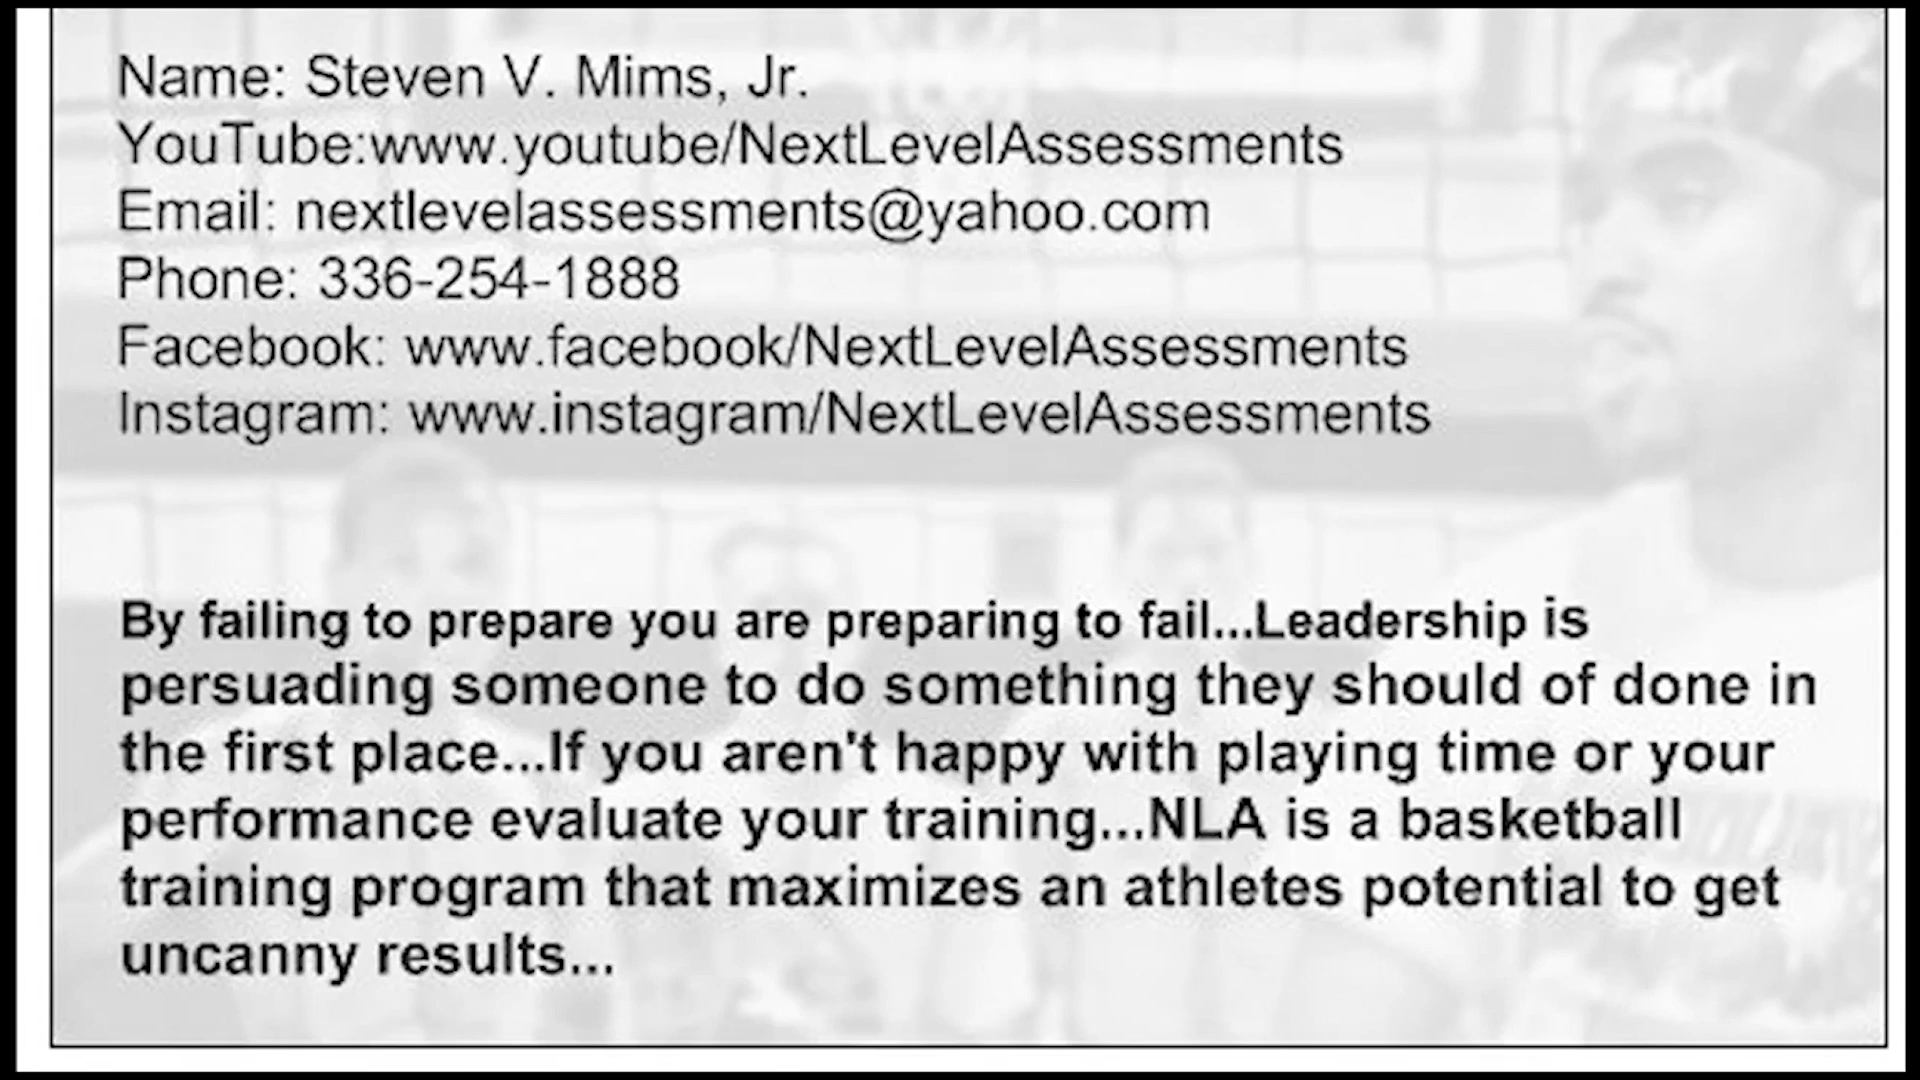 Name: Steven V. Mims, Jr.
YouTube:www.youtube/NextLevelAssessments
Email: nextlevelassessments@yahoo.com
Phone: 336-254-1888
Facebook: www.facebook/NextLevelAssessments
Instagram: www.instagram/NextLevelAssessments
By failing to prepare you are preparing to fail...Leadership is
persuading someone to do something they should of done in
the first place...If you aren't happy with playing time or your
performance evaluate your training...NLA is a basketball
training program that maximizes an athletes potential to get
uncanny results...